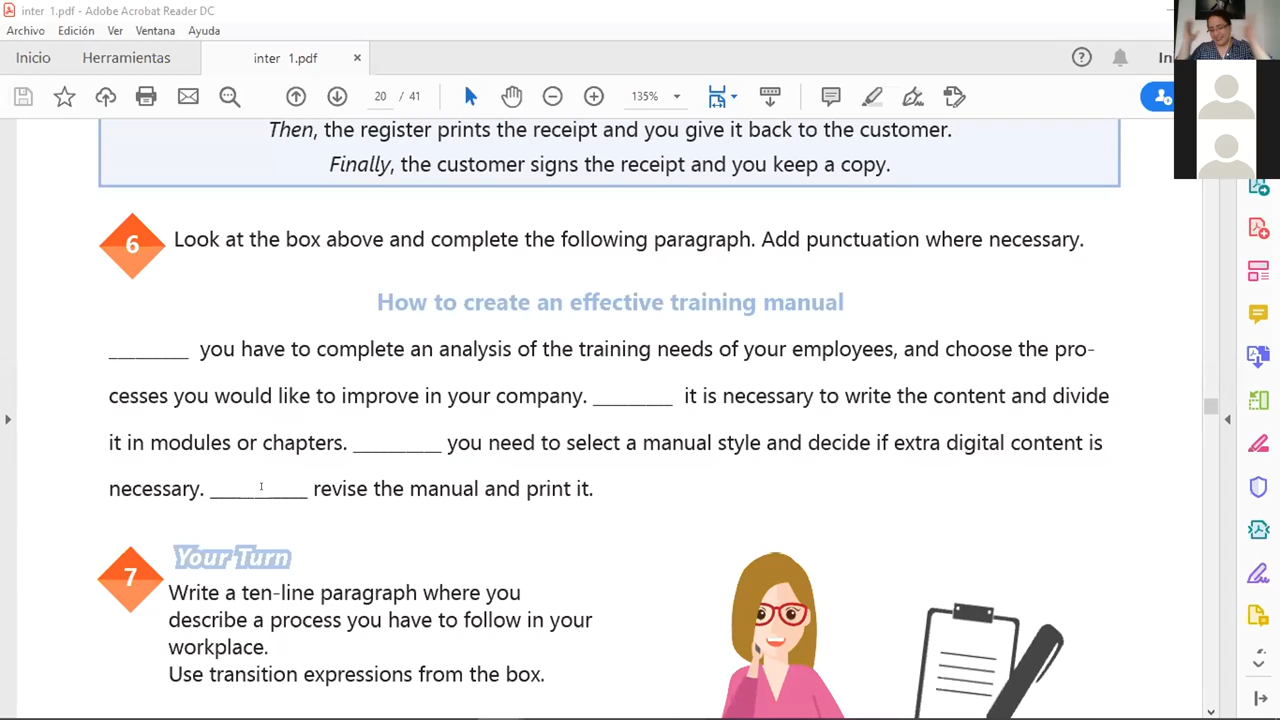 inter 1.pdf - Adobe Acrobat Reader DC
Archivo Edición Ver Ventana Ayuda
Inicio Herramientas inter 1.pdf × ? In
20 / 41 135%
Then, the register prints the receipt and you give it back to the customer.
Finally, the customer signs the receipt and you keep a copy.
6 Look at the box above and complete the following paragraph. Add punctuation where necessary.
How to create an effective training manual
_________ you have to complete an analysis of the training needs of your employees, and choose the pro-
cesses you would like to improve in your company. _________ it is necessary to write the content and divide
it in modules or chapters. __________ you need to select a manual style and decide if extra digital content is
necessary. ___________ revise the manual and print it.
7 Your Turn
Write a ten-line paragraph where you
describe a process you have to follow in your
workplace.
Use transition expressions from the box.